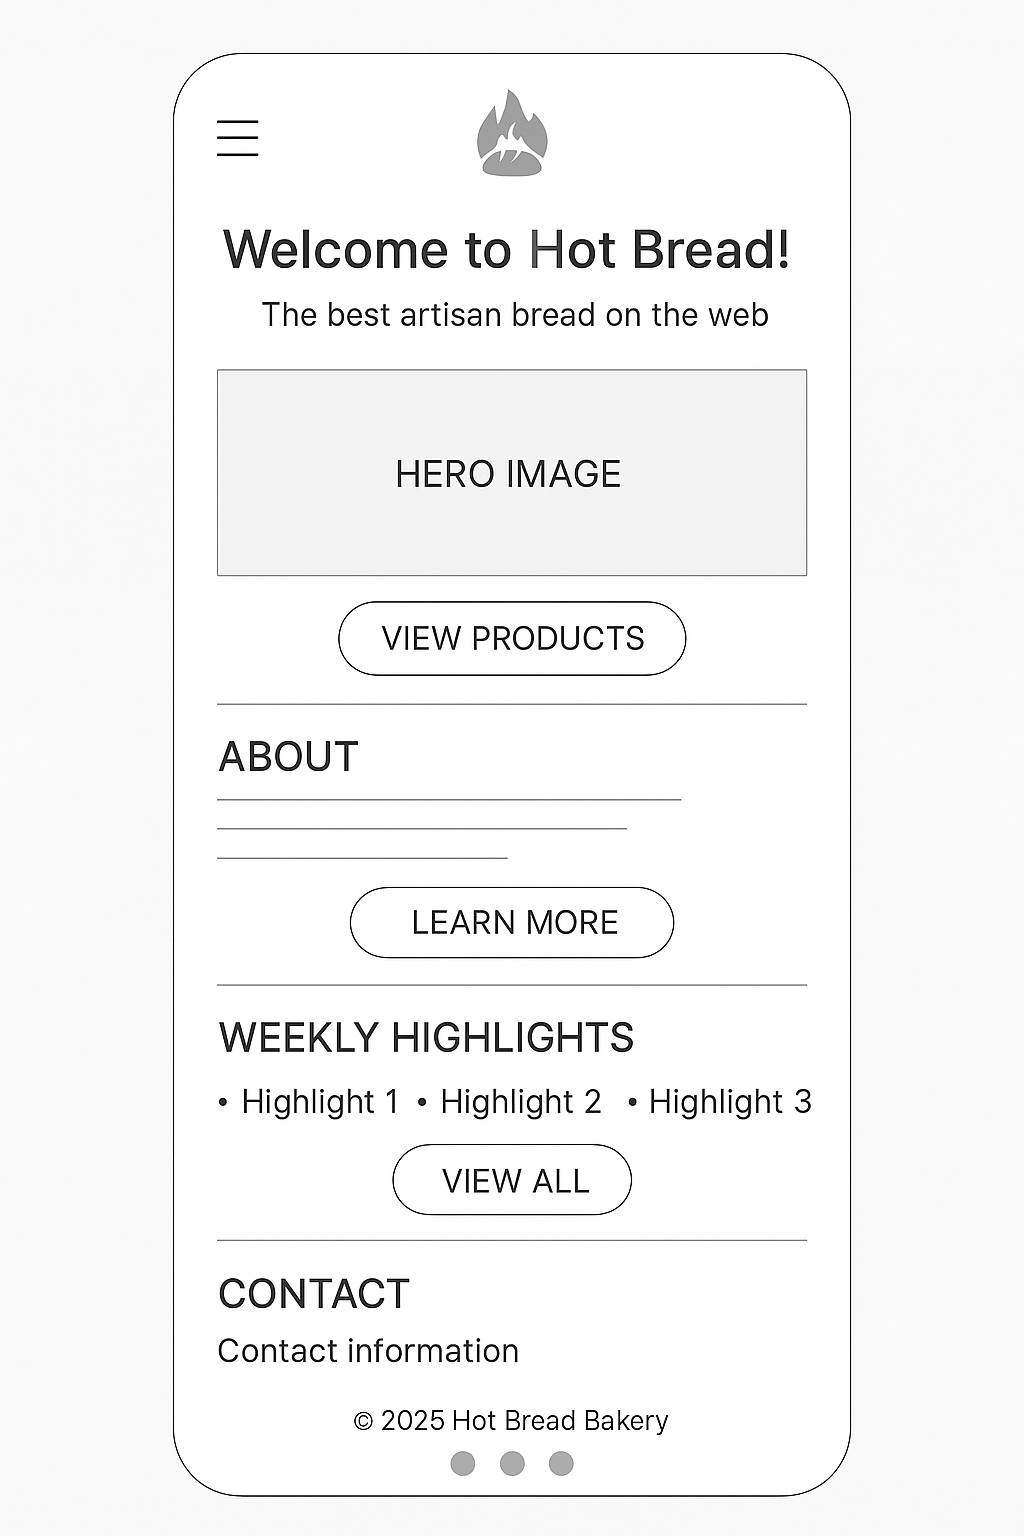 Welcome to Hot Bread!
The best artisan bread on the web
HERO IMAGE
VIEW PRODUCTS
ABOUT
LEARN MORE
WEEKLY HIGHLIGHTS
• Highlight 1 • Highlight 2 • Highlight 3
VIEW ALL
CONTACT
Contact information
© 2025 Hot Bread Bakery